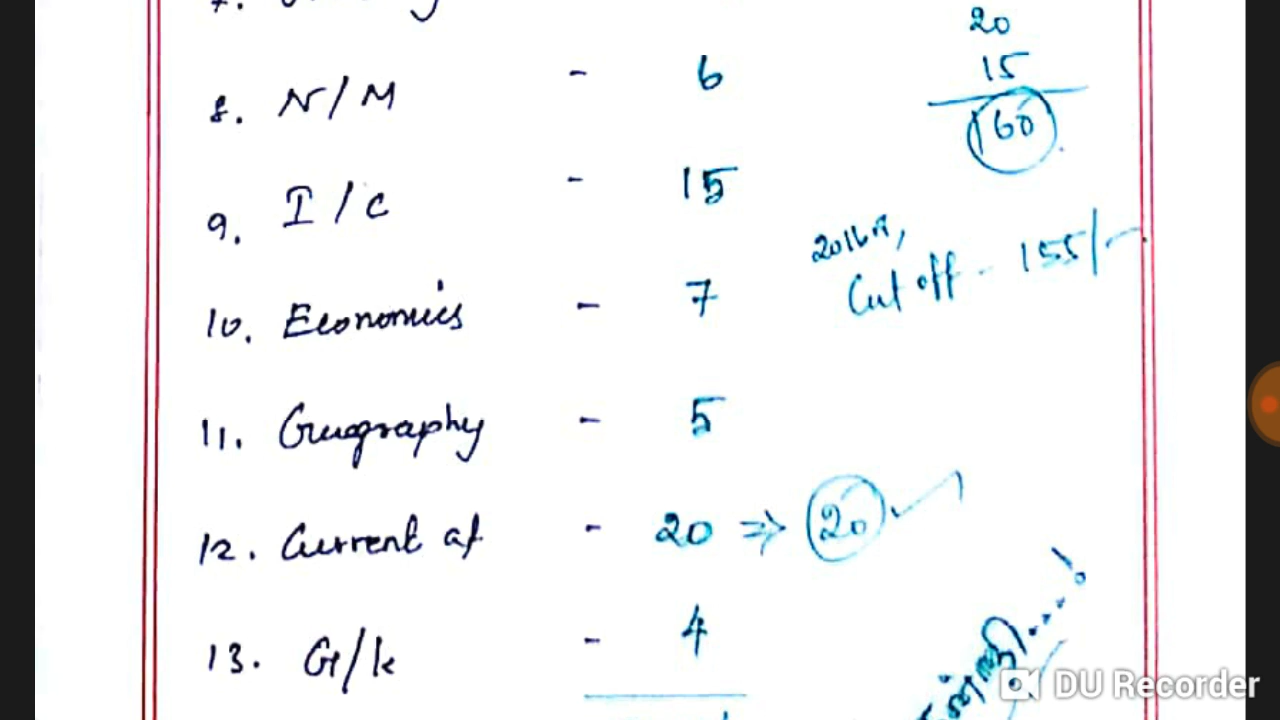 20
8. N/M - 6
15
160
9. I/C - 15
2016
Cut off - 155/-
10. Economics - 7
11. Geography - 5
12. Current af - 20 ⇒ 20 ✓
13. G/k - 4
DU Recorder